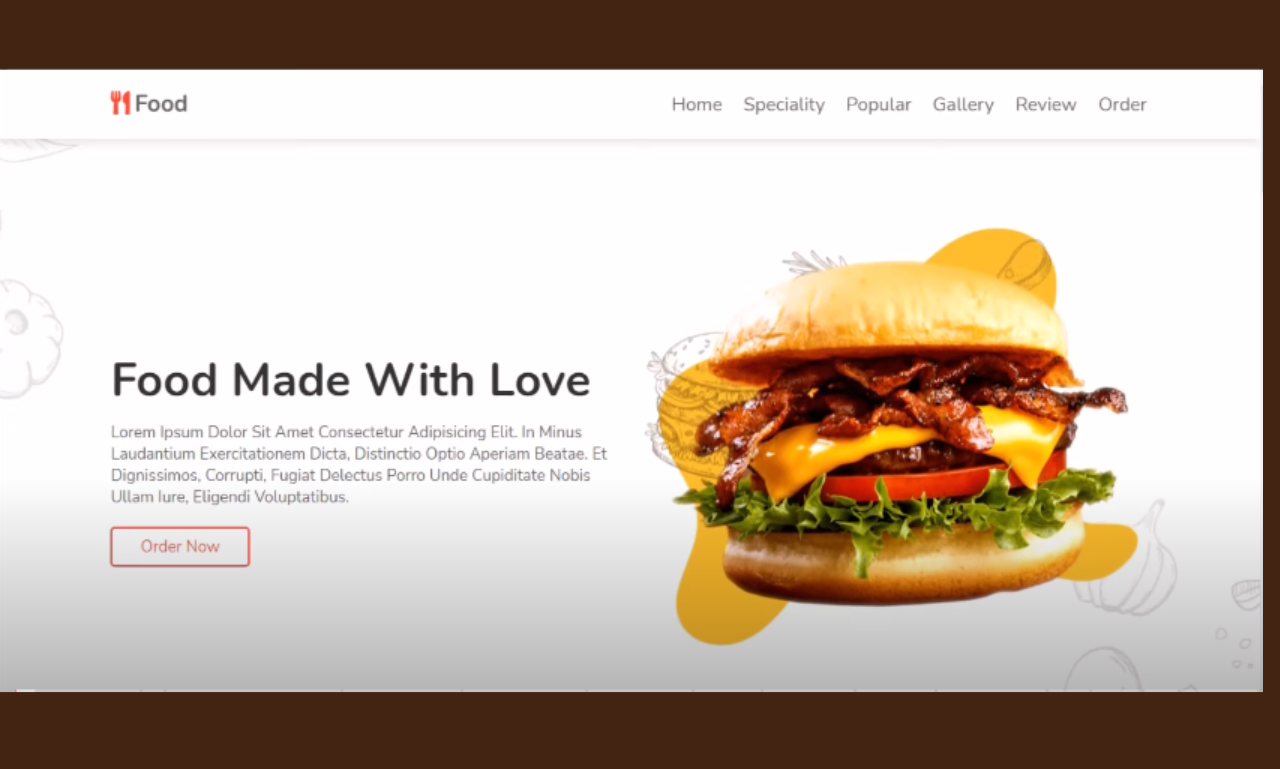 Food
Home Speciality Popular Gallery Review Order
Food Made With Love
Lorem Ipsum Dolor Sit Amet Consectetur Adipisicing Elit. In Minus
Laudantium Exercitationem Dicta, Distinctio Optio Aperiam Beatae. Et
Dignissimos, Corrupti, Fugiat Delectus Porro Unde Cupiditate Nobis
Ullam Iure, Eligendi Voluptatibus.
Order Now